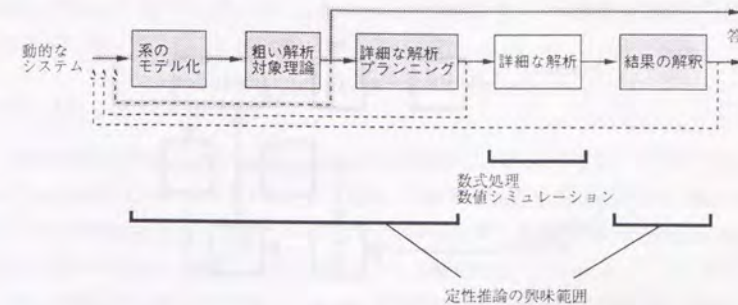 動的な
システム
系の
モデル化
粗い解析
対象理論
詳細な解析
プランニング
詳細な解析
結果の解釈
答
数式処理
数値シミュレーション
定性推論の興味範囲